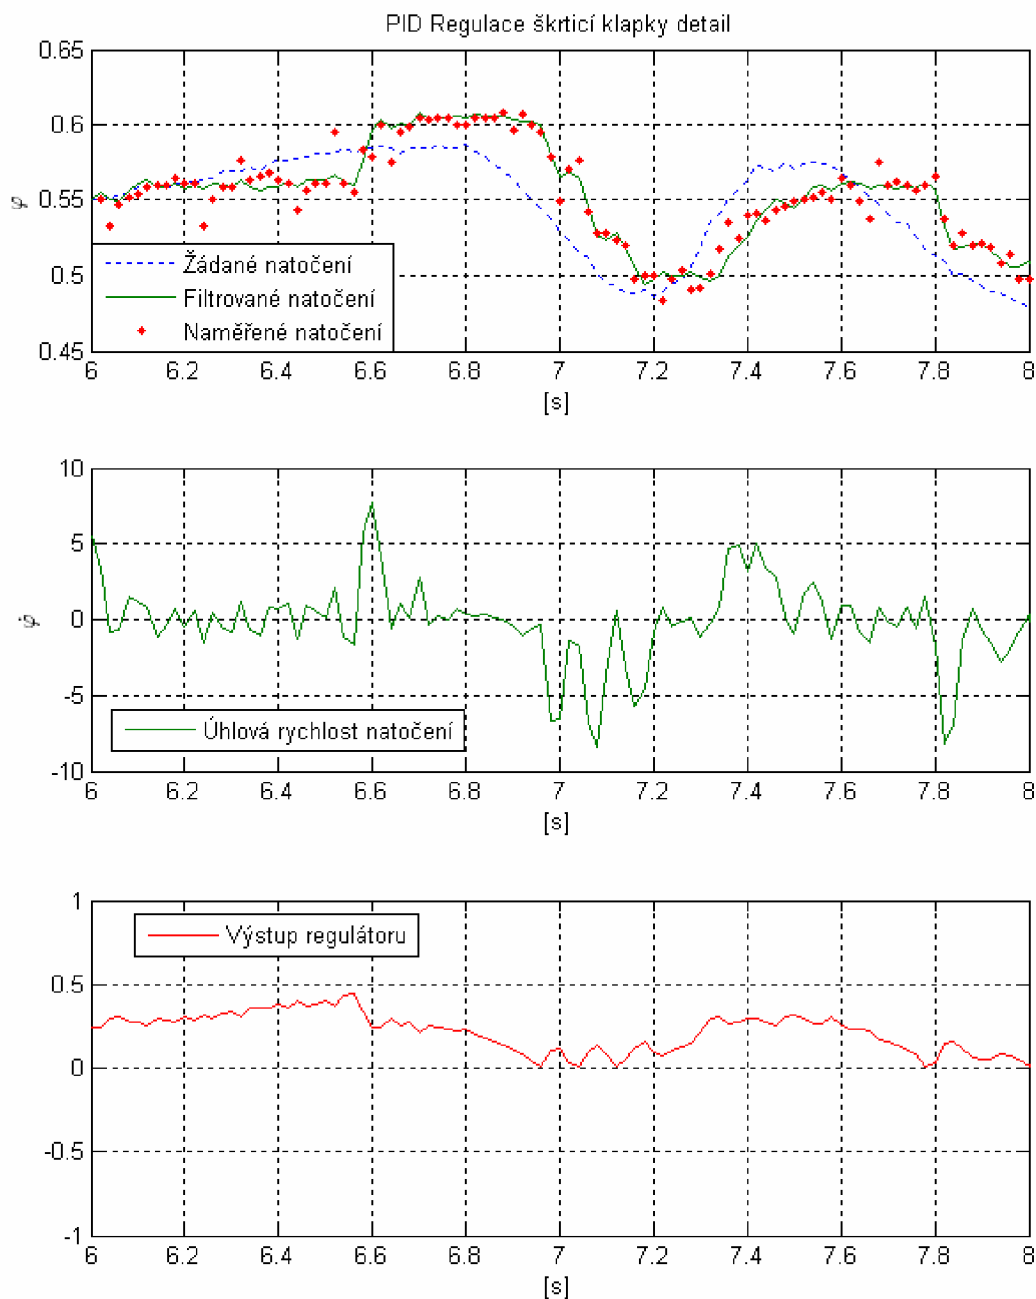 PID Regulace škrticí klapky detail
0.65
0.6
0.55
0.5
0.45
φ
Žádané natočení
Filtrované natočení
Naměřené natočení
6 6.2 6.4 6.6 6.8 7 7.2 7.4 7.6 7.8 8
[s]
10
5
0
-5
-10
φ̇
Úhlová rychlost natočení
6 6.2 6.4 6.6 6.8 7 7.2 7.4 7.6 7.8 8
[s]
1
0.5
0
-0.5
-1
Výstup regulátoru
6 6.2 6.4 6.6 6.8 7 7.2 7.4 7.6 7.8 8
[s]